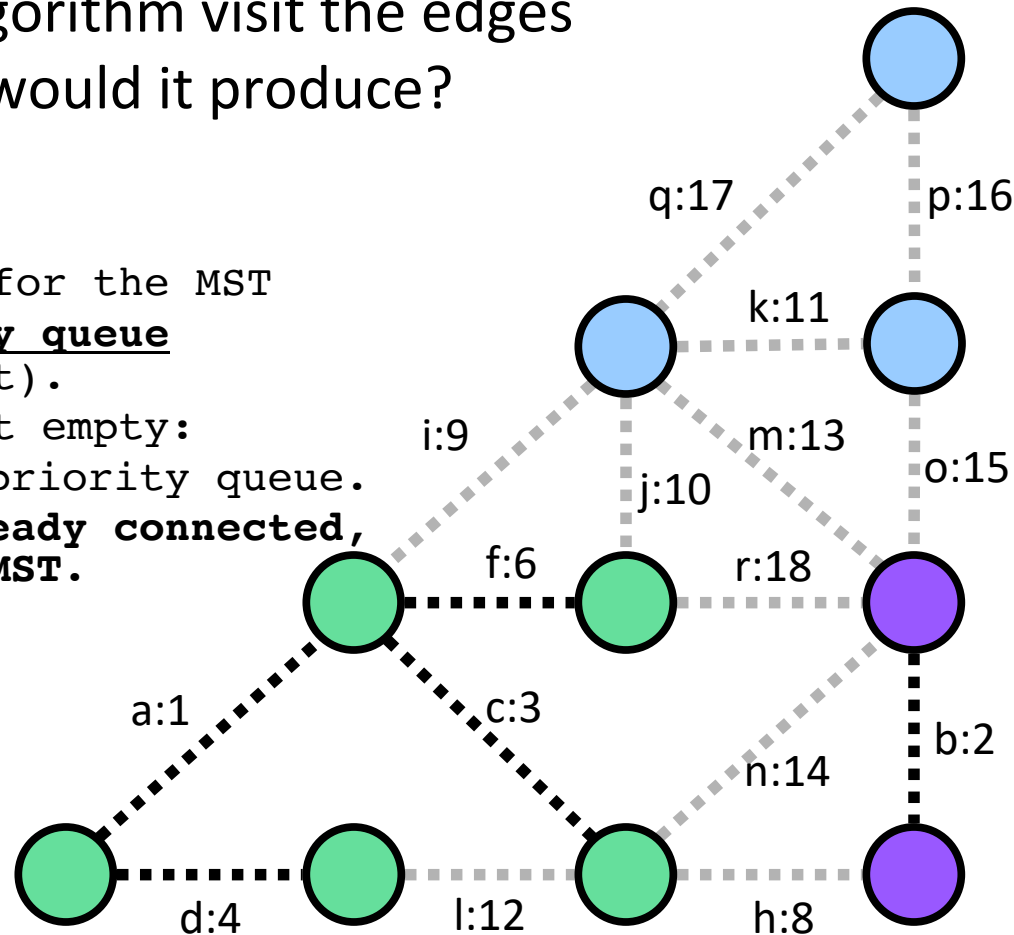 gorithm visit the edges
would it produce?
for the MST
y queue
t).
t empty:
priority queue.
eady connected,
MST.
q:17
p:16
k:11
i:9
m:13
j:10
o:15
f:6
r:18
a:1
c:3
b:2
n:14
d:4
l:12
h:8